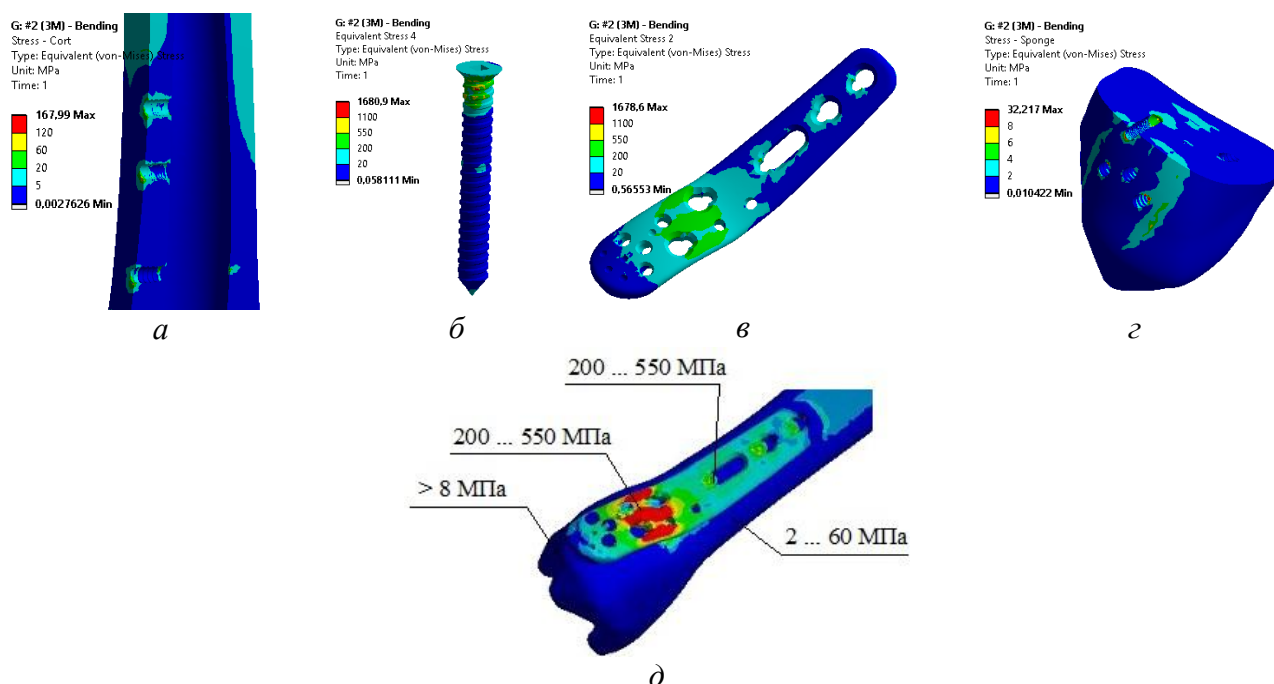 G: #2 (3M) - Bending
Stress - Cort
Type: Equivalent (von-Mises) Stress
Unit: MPa
Time: 1
167,99 Max
120
60
20
5
0,0027626 Min
а
G: #2 (3M) - Bending
Equivalent Stress 4
Type: Equivalent (von-Mises) Stress
Unit: MPa
Time: 1
1680,9 Max
1100
550
200
20
0,058111 Min
б
G: #2 (3M) - Bending
Equivalent Stress 2
Type: Equivalent (von-Mises) Stress
Unit: MPa
Time: 1
1678,6 Max
1100
550
200
20
0,56553 Min
в
G: #2 (3M) - Bending
Stress - Sponge
Type: Equivalent (von-Mises) Stress
Unit: MPa
Time: 1
32,217 Max
8
6
4
2
0,010422 Min
г
200 ... 550 МПа
200 ... 550 МПа
> 8 МПа
2 ... 60 МПа
д